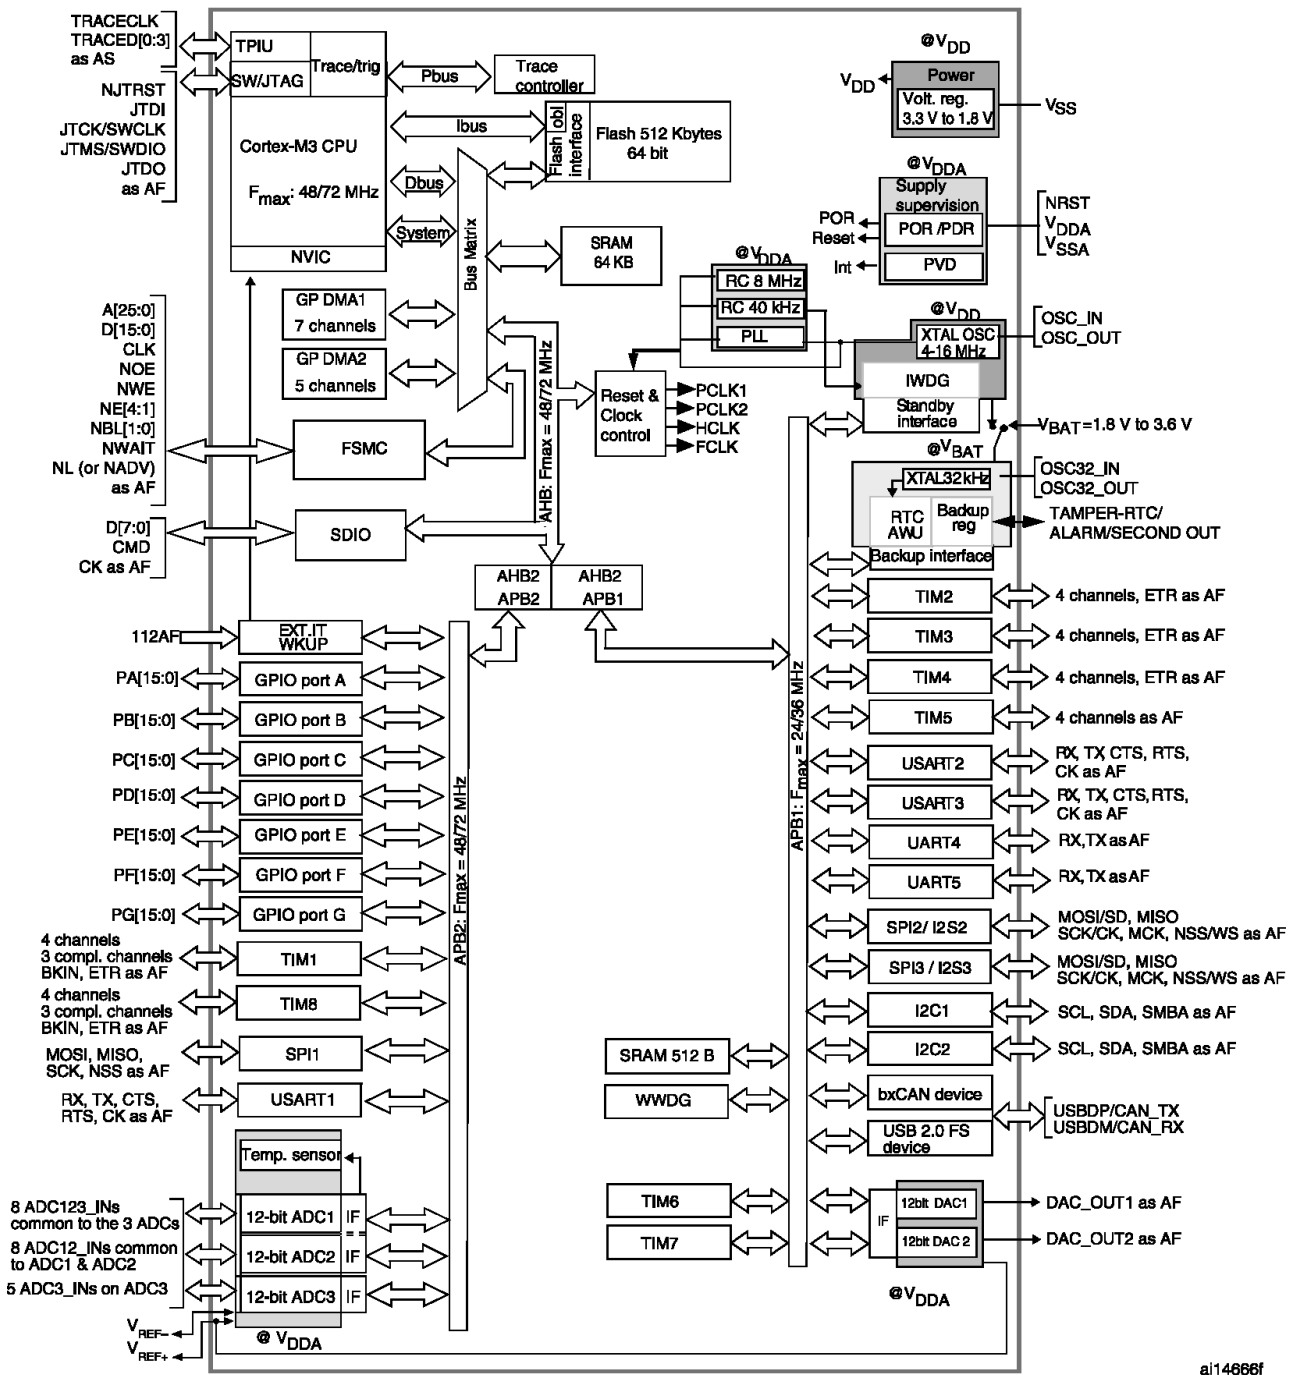 TRACECLK
TRACED[0:3]
as AS
NJTRST
JTDI
JTCK/SWCLK
JTMS/SWDIO
JTDO
as AF
TPIU
SW/JTAG
Trace/trig
Cortex-M3 CPU
Fmax: 48/72 MHz
NVIC
Pbus
Trace
controller
Ibus
Dbus
System
Bus Matrix
Flash obl
interface
Flash 512 Kbytes
64 bit
SRAM
64 KB
GP DMA1
7 channels
GP DMA2
5 channels
A[25:0]
D[15:0]
CLK
NOE
NWE
NE[4:1]
NBL[1:0]
NWAIT
NL (or NADV)
as AF
FSMC
D[7:0]
CMD
CK as AF
SDIO
AHB: Fmax = 48/72 MHz
@VDD
VDD
Power
Volt. reg.
3.3 V to 1.8 V
VSS
@VDDA
Supply
supervision
POR /PDR
PVD
POR
Reset
Int
NRST
VDDA
VSSA
@VDDA
RC 8 MHz
RC 40 kHz
PLL
Reset &
Clock
control
PCLK1
PCLK2
HCLK
FCLK
@VDD
XTAL OSC
4-16 MHz
OSC_IN
OSC_OUT
IWDG
Standby
interface
VBAT=1.8 V to 3.6 V
@VBAT
XTAL32kHz
OSC32_IN
OSC32_OUT
RTC
AWU
Backup
reg
Backup interface
TAMPER-RTC/
ALARM/SECOND OUT
AHB2
APB2
AHB2
APB1
112AF
EXT.IT
WKUP
PA[15:0]
GPIO port A
PB[15:0]
GPIO port B
PC[15:0]
GPIO port C
PD[15:0]
GPIO port D
PE[15:0]
GPIO port E
PF[15:0]
GPIO port F
PG[15:0]
GPIO port G
4 channels
3 compl. channels
BKIN, ETR as AF
TIM1
4 channels
3 compl. channels
BKIN, ETR as AF
TIM8
MOSI, MISO,
SCK, NSS as AF
SPI1
RX, TX, CTS,
RTS, CK as AF
USART1
Temp. sensor
8 ADC123_INs
common to the 3 ADCs
12-bit ADC1 IF
8 ADC12_INs common
to ADC1 & ADC2
12-bit ADC2 IF
5 ADC3_INs on ADC3
12-bit ADC3 IF
VREF–
VREF+
@ VDDA
APB2: Fmax = 48/72 MHz
APB1: Fmax = 24/36 MHz
TIM2
4 channels, ETR as AF
TIM3
4 channels, ETR as AF
TIM4
4 channels, ETR as AF
TIM5
4 channels as AF
USART2
RX, TX, CTS, RTS,
CK as AF
USART3
RX, TX, CTS, RTS,
CK as AF
UART4
RX,TX as AF
UART5
RX,TX as AF
SPI2/ I2S2
MOSI/SD, MISO
SCK/CK, MCK, NSS/WS as AF
SPI3 / I2S3
MOSI/SD, MISO
SCK/CK, MCK, NSS/WS as AF
I2C1
SCL, SDA, SMBA as AF
I2C2
SCL, SDA, SMBA as AF
SRAM 512 B
WWDG
bxCAN device
USB 2.0 FS
device
USBDP/CAN_TX
USBDM/CAN_RX
TIM6
TIM7
IF
12bit DAC1
12bit DAC 2
DAC_OUT1 as AF
DAC_OUT2 as AF
@VDDA
ai14666f